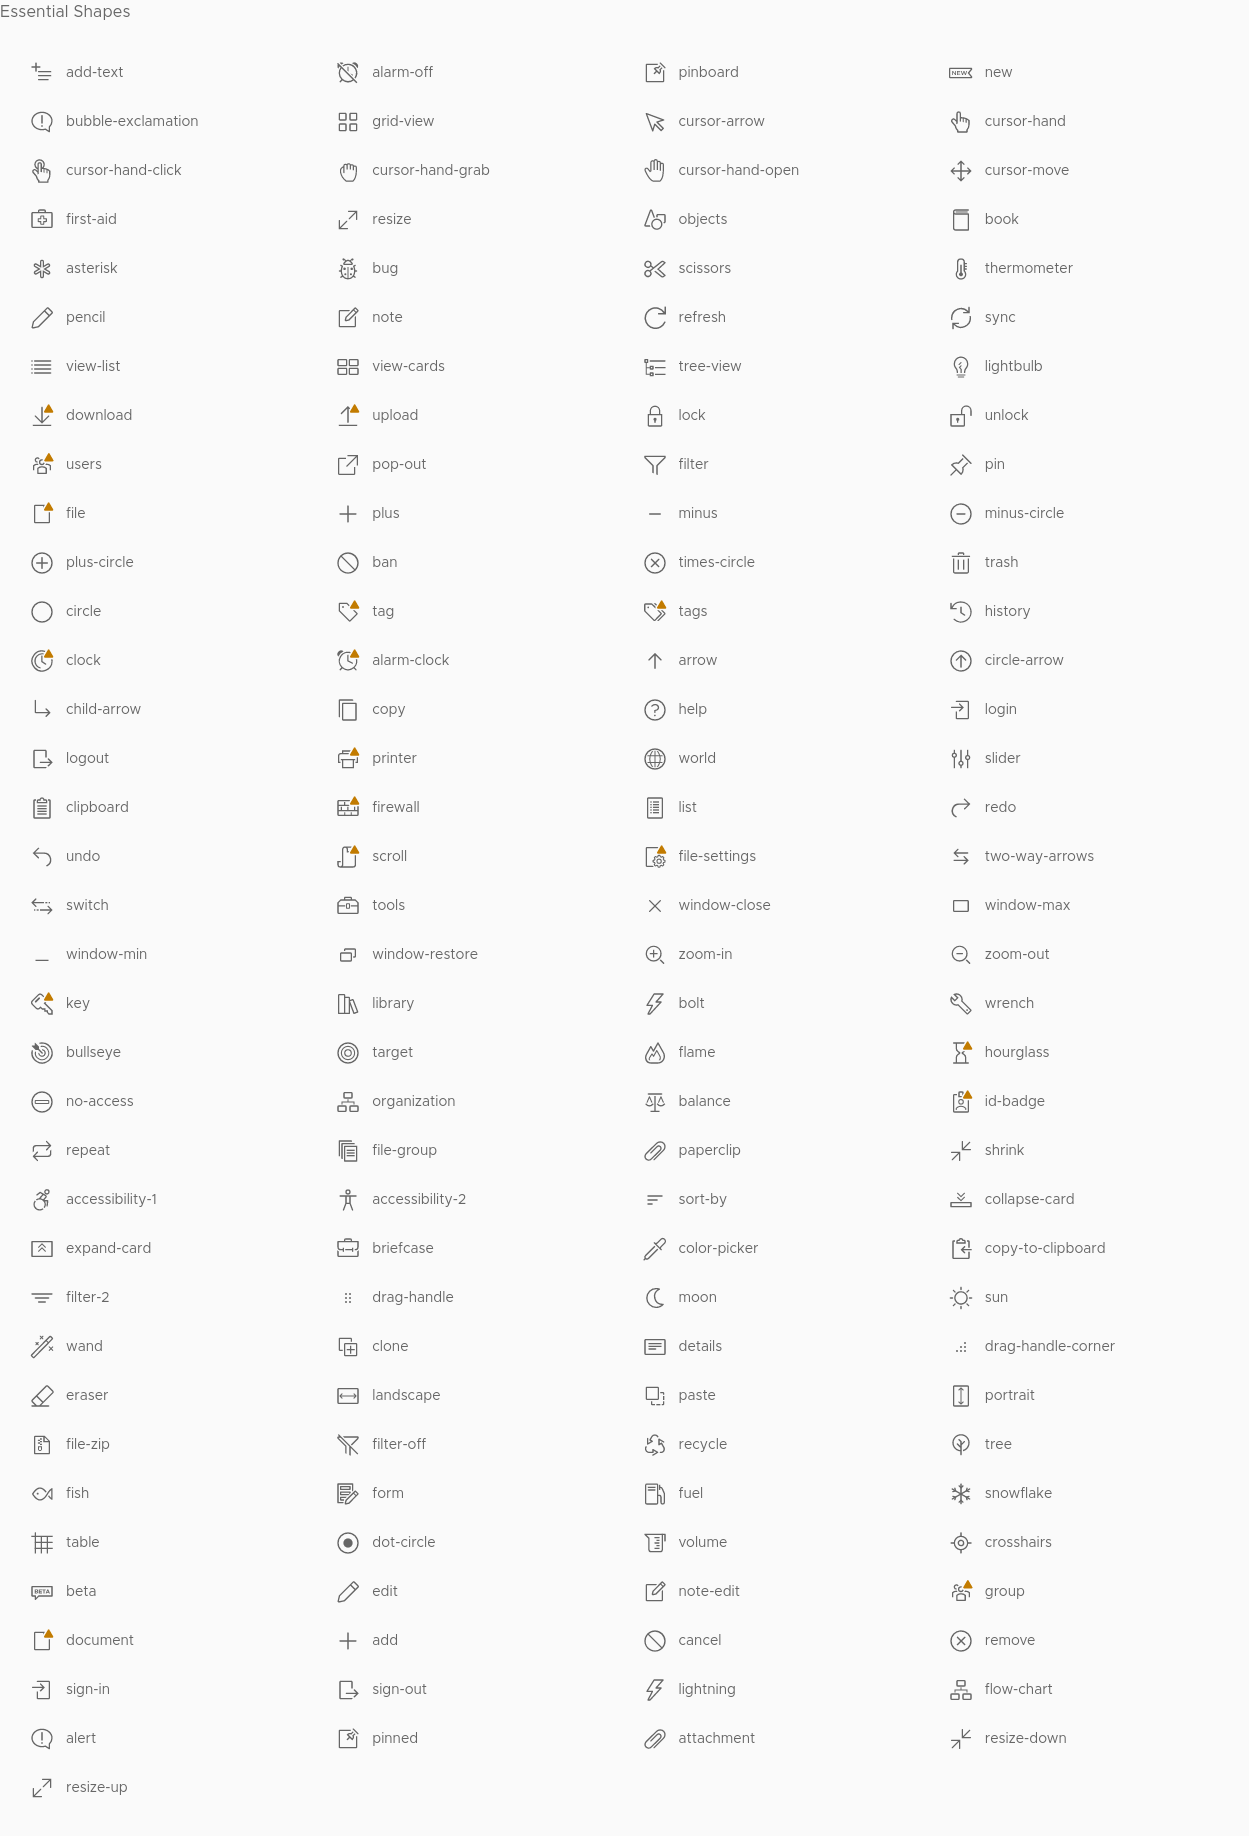 Essential Shapes
add-text alarm-off pinboard NEW new
bubble-exclamation grid-view cursor-arrow cursor-hand
cursor-hand-click cursor-hand-grab cursor-hand-open cursor-move
first-aid resize objects book
asterisk bug scissors thermometer
pencil note refresh sync
view-list view-cards tree-view lightbulb
download upload lock unlock
users pop-out filter pin
file plus minus minus-circle
plus-circle ban times-circle trash
circle tag tags history
clock alarm-clock arrow circle-arrow
child-arrow copy help login
logout printer world slider
clipboard firewall list redo
undo scroll file-settings two-way-arrows
switch tools window-close window-max
window-min window-restore zoom-in zoom-out
key library bolt wrench
bullseye target flame hourglass
no-access organization balance id-badge
repeat file-group paperclip shrink
accessibility-1 accessibility-2 sort-by collapse-card
expand-card briefcase color-picker copy-to-clipboard
filter-2 drag-handle moon sun
wand clone details drag-handle-corner
eraser landscape paste portrait
file-zip filter-off recycle tree
fish form fuel snowflake
table dot-circle volume crosshairs
BETA beta edit note-edit group
document add cancel remove
sign-in sign-out lightning flow-chart
alert pinned attachment resize-down
resize-up